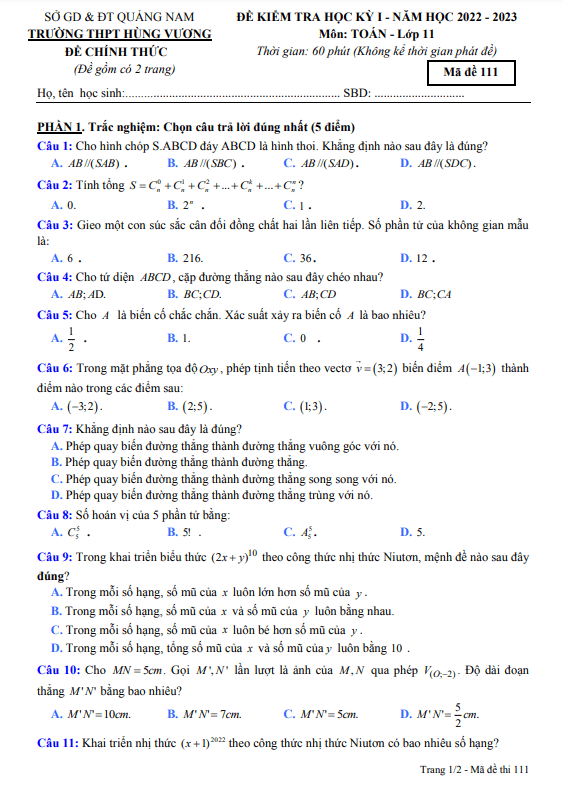 SỞ GD & ĐT QUẢNG NAM
TRƯỜNG THPT HÙNG VƯƠNG
ĐỀ CHÍNH THỨC
(Đề gồm có 2 trang)
ĐỀ KIỂM TRA HỌC KỲ I - NĂM HỌC 2022 - 2023
Môn: TOÁN - Lớp 11
Thời gian: 60 phút (Không kể thời gian phát đề)
Mã đề 111
Họ, tên học sinh:................................................................. SBD: ...........................
PHẦN 1. Trắc nghiệm: Chọn câu trả lời đúng nhất (5 điểm)
Câu 1: Cho hình chóp S.ABCD đáy ABCD là hình thoi. Khẳng định nào sau đây là đúng?
A. AB//(SAB) . B. AB//(SBC) . C. AB//(SAD). D. AB//(SDC).
Câu 2: Tính tổng S = C_n^0 + C_n^1 + C_n^2 + ... + C_n^k + ... + C_n^n ?
A. 0. B. 2^n . C. 1 . D. 2.
Câu 3: Gieo một con súc sắc cân đối đồng chất hai lần liên tiếp. Số phần tử của không gian mẫu
là:
A. 6 . B. 216. C. 36. D. 12 .
Câu 4: Cho tứ diện ABCD, cặp đường thẳng nào sau đây chéo nhau?
A. AB; AD. B. BC;CD. C. AB;CD D. BC;CA
Câu 5: Cho A là biến cố chắc chắn. Xác suất xảy ra biến cố A là bao nhiêu?
A. 1/2 . B. 1. C. 0 . D. 1/4
Câu 6: Trong mặt phẳng tọa độ Oxy, phép tịnh tiến theo vectơ v⃗ = (3;2) biến điểm A(−1;3) thành
điểm nào trong các điểm sau:
A. (−3;2). B. (2;5). C. (1;3). D. (−2;5).
Câu 7: Khẳng định nào sau đây là đúng?
A. Phép quay biến đường thẳng thành đường thẳng vuông góc với nó.
B. Phép quay biến đường thẳng thành đường thẳng.
C. Phép quay biến đường thẳng thành đường thẳng song song với nó.
D. Phép quay biến đường thẳng thành đường thẳng trùng với nó.
Câu 8: Số hoán vị của 5 phần tử bằng:
A. C_5^5 . B. 5! . C. A_5^5. D. 5.
Câu 9: Trong khai triển biểu thức (2x + y)^10 theo công thức nhị thức Niutơn, mệnh đề nào sau đây
đúng?
A. Trong mỗi số hạng, số mũ của x luôn lớn hơn số mũ của y .
B. Trong mỗi số hạng, số mũ của x và số mũ của y luôn bằng nhau.
C. Trong mỗi số hạng, số mũ của x luôn bé hơn số mũ của y .
D. Trong mỗi số hạng, tổng số mũ của x và số mũ của y luôn bằng 10 .
Câu 10: Cho MN = 5cm. Gọi M', N' lần lượt là ảnh của M, N qua phép V_(O;−2). Độ dài đoạn
thẳng M'N' bằng bao nhiêu?
A. M'N' = 10cm. B. M'N' = 7cm. C. M'N' = 5cm. D. M'N' = 5/2 cm.
Câu 11: Khai triển nhị thức (x + 1)^2022 theo công thức nhị thức Niutơn có bao nhiêu số hạng?
Trang 1/2 - Mã đề thi 111